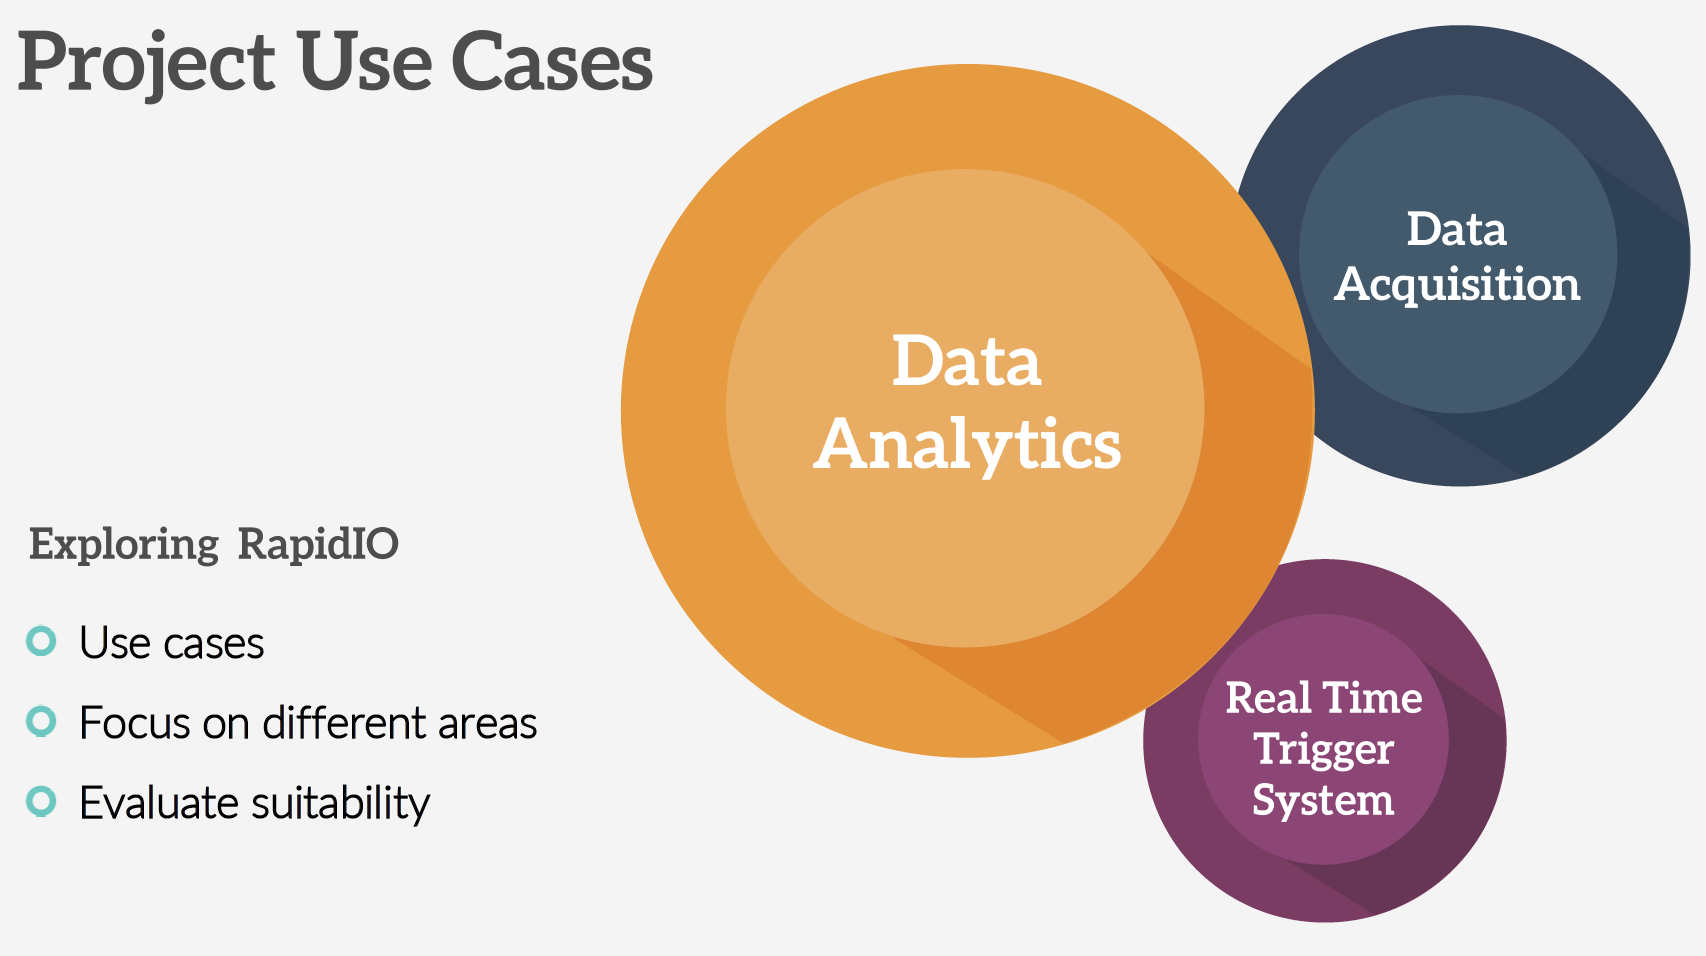 Project Use Cases
Data
Acquisition
Data
Analytics
Exploring RapidIO
Use cases
Focus on different areas
Evaluate suitability
Real Time
Trigger
System